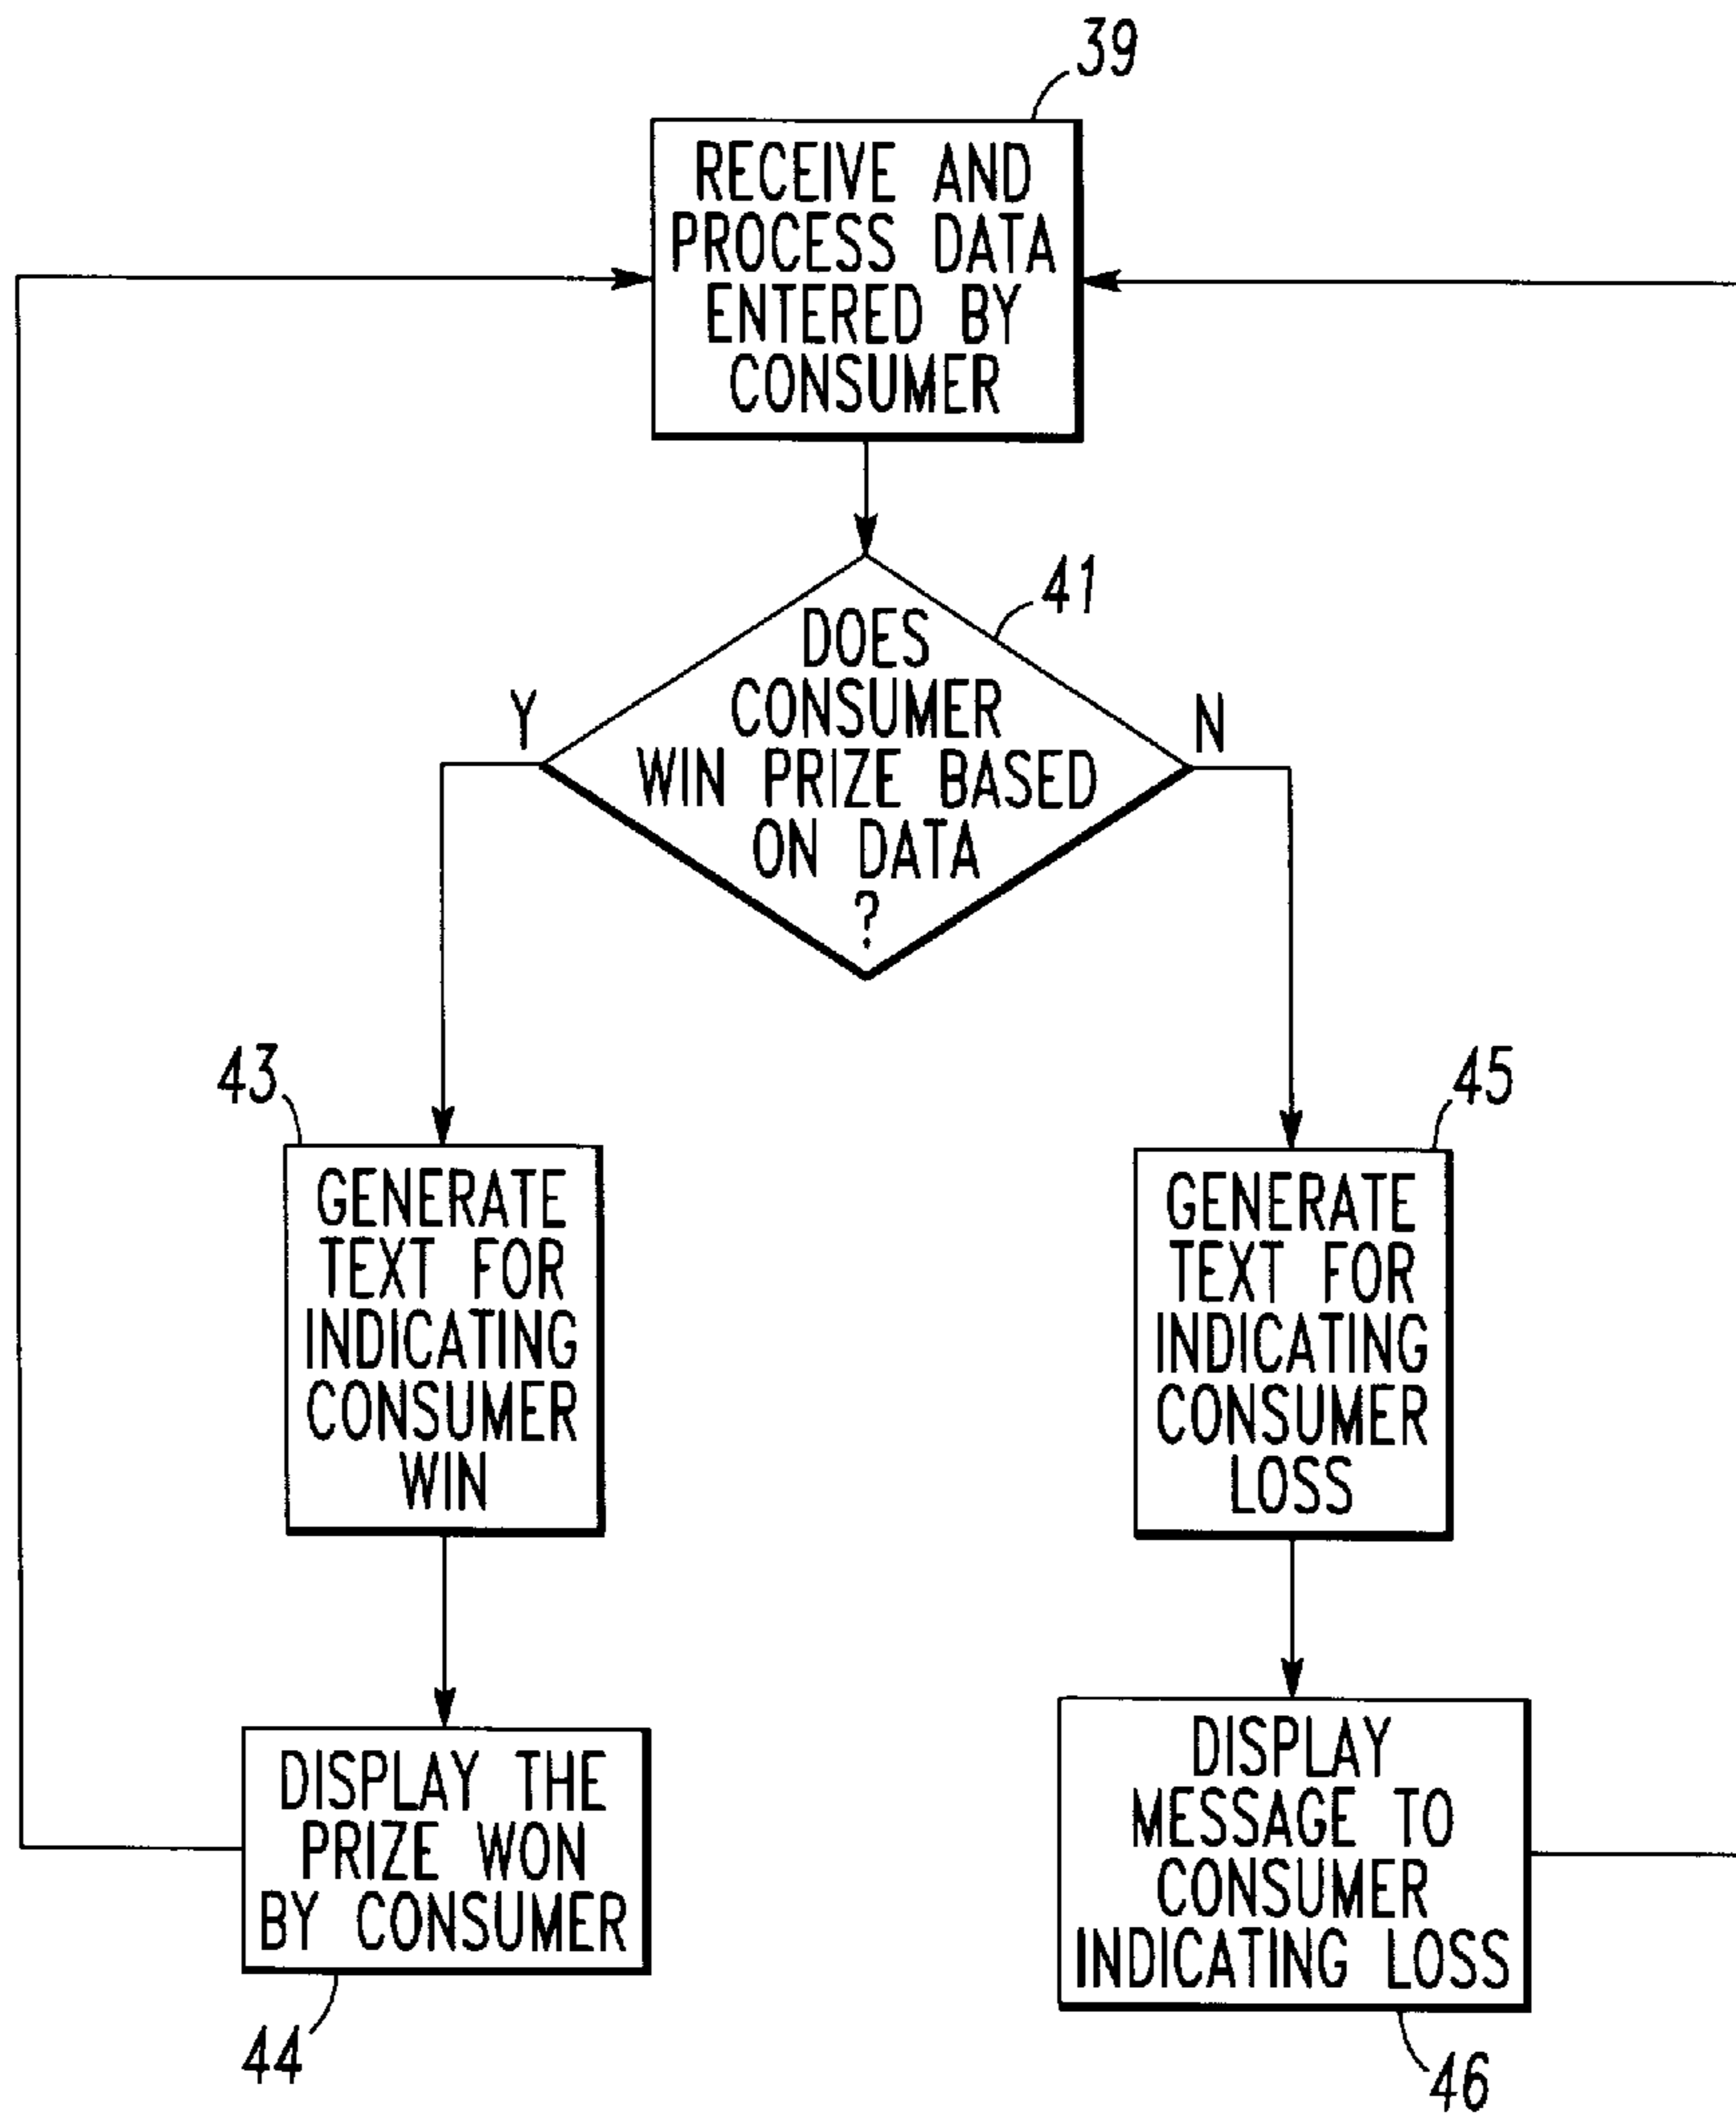 39
RECEIVE AND
PROCESS DATA
ENTERED BY
CONSUMER
41
DOES
CONSUMER
WIN PRIZE BASED
ON DATA
?
Y
N
43
GENERATE
TEXT FOR
INDICATING
CONSUMER
WIN
45
GENERATE
TEXT FOR
INDICATING
CONSUMER
LOSS
DISPLAY THE
PRIZE WON
BY CONSUMER
44
DISPLAY
MESSAGE TO
CONSUMER
INDICATING LOSS
46